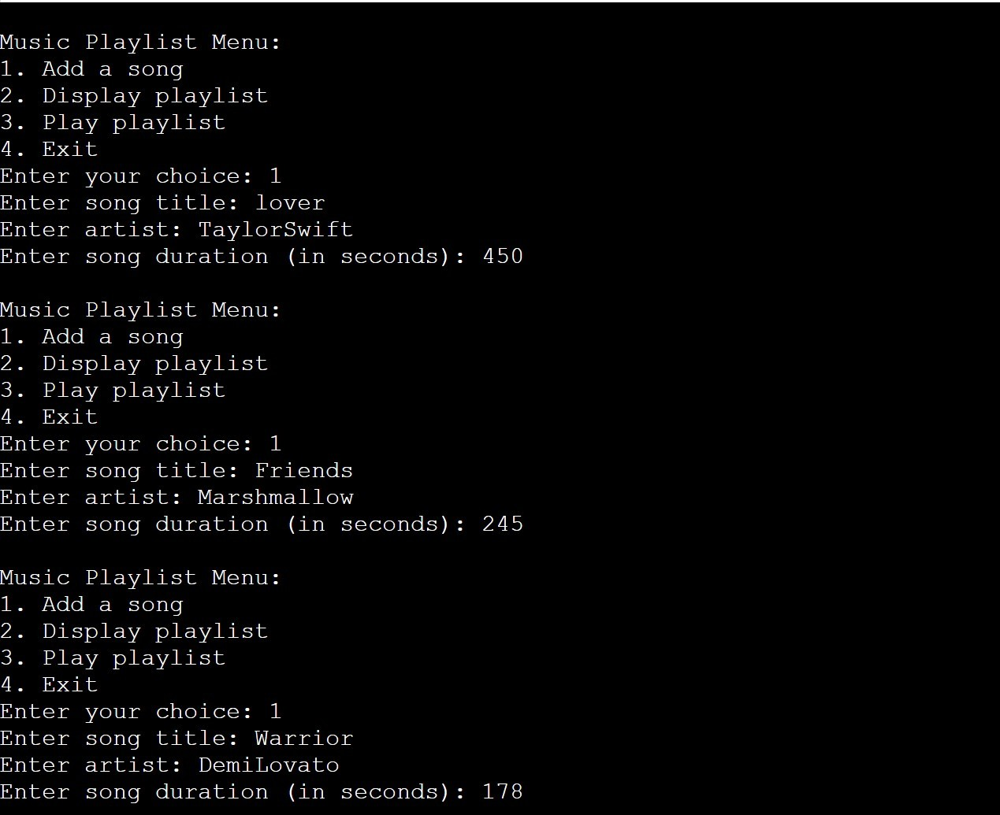 Music Playlist Menu:
1. Add a song
2. Display playlist
3. Play playlist
4. Exit
Enter your choice: 1
Enter song title: lover
Enter artist: TaylorSwift
Enter song duration (in seconds): 450
Music Playlist Menu:
1. Add a song
2. Display playlist
3. Play playlist
4. Exit
Enter your choice: 1
Enter song title: Friends
Enter artist: Marshmallow
Enter song duration (in seconds): 245
Music Playlist Menu:
1. Add a song
2. Display playlist
3. Play playlist
4. Exit
Enter your choice: 1
Enter song title: Warrior
Enter artist: DemiLovato
Enter song duration (in seconds): 178